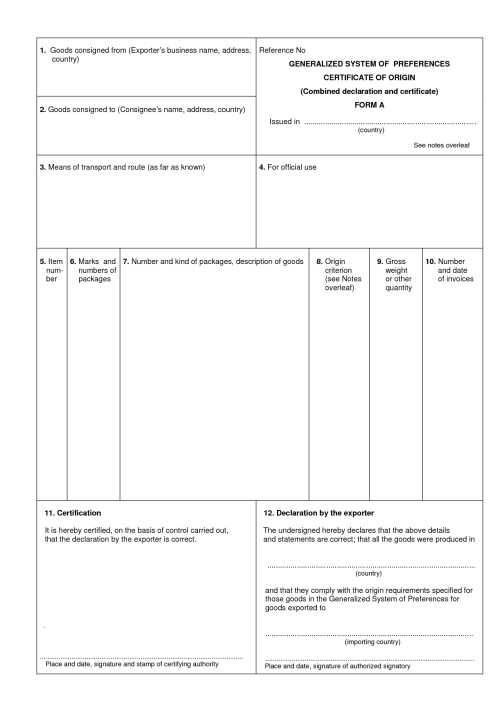 1. Goods consigned from (Exporter's business name, address,
country)
Reference No
GENERALIZED SYSTEM OF PREFERENCES
CERTIFICATE OF ORIGIN
(Combined declaration and certificate)
FORM A
2. Goods consigned to (Consignee's name, address, country)
Issued in ..........................................................................
(country)
See notes overleaf
3. Means of transport and route (as far as known)
4. For official use
5. Item
num-
ber
6. Marks and
numbers of
packages
7. Number and kind of packages, description of goods
8. Origin
criterion
(see Notes
overleaf)
9. Gross
weight
or other
quantity
10. Number
and date
of invoices
11. Certification
It is hereby certified, on the basis of control carried out,
that the declaration by the exporter is correct.
.
..........................................................................................
Place and date, signature and stamp of certifying authority
12. Declaration by the exporter
The undersigned hereby declares that the above details
and statements are correct; that all the goods were produced in
..........................................................................................
(country)
and that they comply with the origin requirements specified for
those goods in the Generalized System of Preferences for
goods exported to
..........................................................................................
(importing country)
..........................................................................................
Place and date, signature of authorized signatory